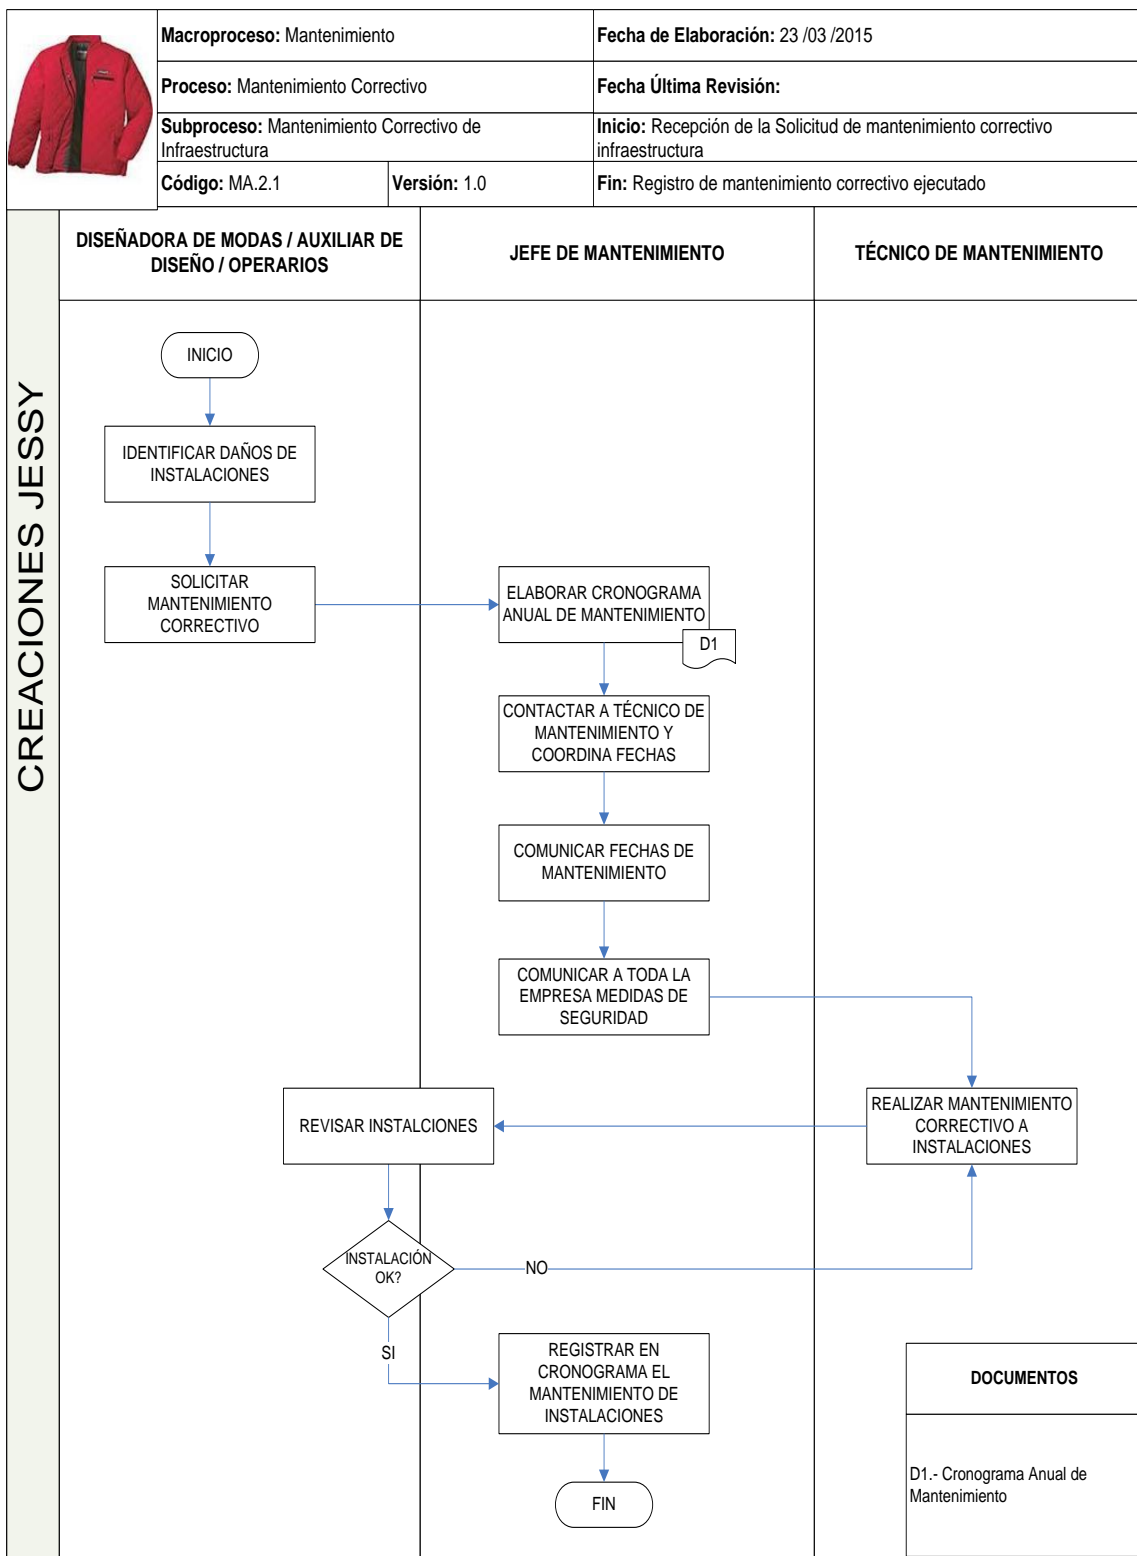 Macroproceso: Mantenimiento
Fecha de Elaboración: 23 /03 /2015
Proceso: Mantenimiento Correctivo
Fecha Última Revisión:
Subproceso: Mantenimiento Correctivo de
Infraestructura
Inicio: Recepción de la Solicitud de mantenimiento correctivo
infraestructura
Código: MA.2.1
Versión: 1.0
Fin: Registro de mantenimiento correctivo ejecutado
CREACIONES JESSY
DISEÑADORA DE MODAS / AUXILIAR DE
DISEÑO / OPERARIOS
JEFE DE MANTENIMIENTO
TÉCNICO DE MANTENIMIENTO
INICIO
IDENTIFICAR DAÑOS DE
INSTALACIONES
SOLICITAR
MANTENIMIENTO
CORRECTIVO
ELABORAR CRONOGRAMA
ANUAL DE MANTENIMIENTO
D1
CONTACTAR A TÉCNICO DE
MANTENIMIENTO Y
COORDINA FECHAS
COMUNICAR FECHAS DE
MANTENIMIENTO
COMUNICAR A TODA LA
EMPRESA MEDIDAS DE
SEGURIDAD
REALIZAR MANTENIMIENTO
CORRECTIVO A
INSTALACIONES
REVISAR INSTALCIONES
INSTALACIÓN
OK?
NO
SI
REGISTRAR EN
CRONOGRAMA EL
MANTENIMIENTO DE
INSTALACIONES
FIN
DOCUMENTOS
D1.- Cronograma Anual de
Mantenimiento